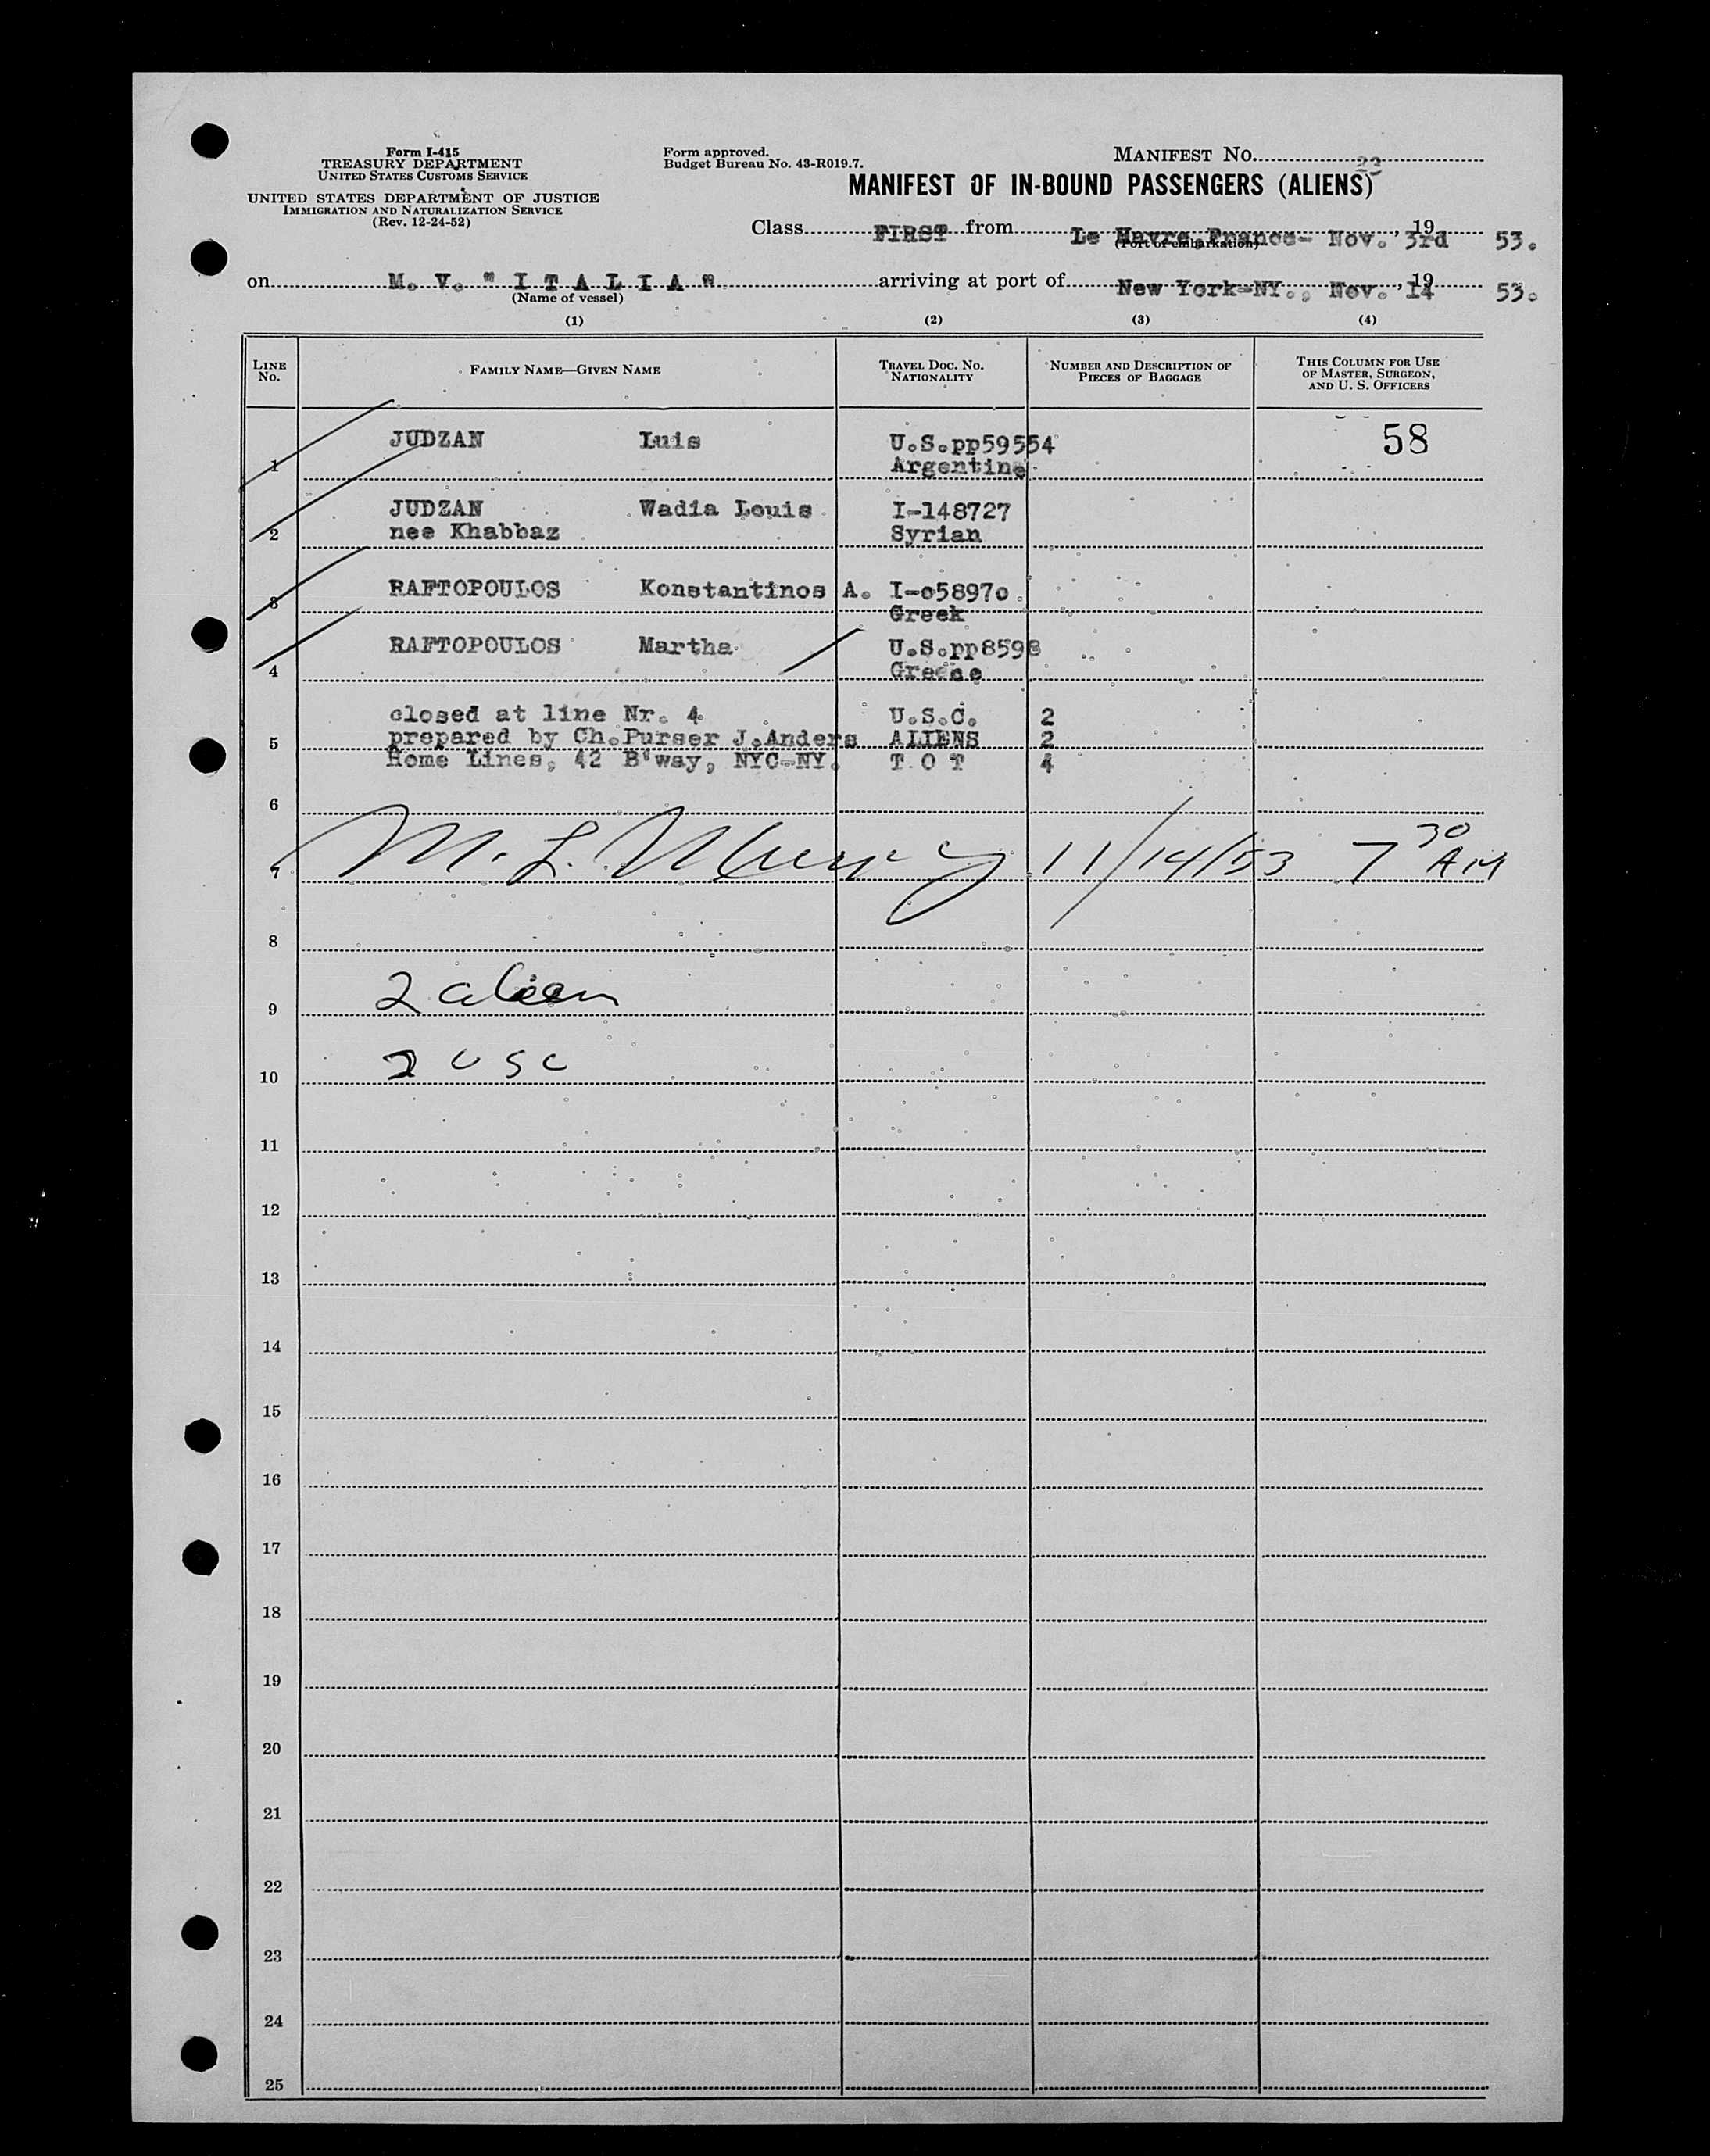 Form I-415
TREASURY DEPARTMENT
UNITED STATES CUSTOMS SERVICE
UNITED STATES DEPARTMENT OF JUSTICE
IMMIGRATION AND NATURALIZATION SERVICE
(Rev. 12-24-52)
Form approved.
Budget Bureau No. 43-R019.7.
MANIFEST No. 23
MANIFEST OF IN-BOUND PASSENGERS (ALIENS)
Class FIRST from Le Havre, France- Nov. 3rd, 19 53.
(Port of embarkation)
on M. V. "I T A L I A" arriving at port of New York-NY., Nov. 14, 19 53.
(Name of vessel)
(1) (2) (3) (4)
LINE No. FAMILY NAME—GIVEN NAME TRAVEL DOC. No. NATIONALITY NUMBER AND DESCRIPTION OF PIECES OF BAGGAGE THIS COLUMN FOR USE OF MASTER, SURGEON, AND U. S. OFFICERS
1 JUDZAN Luis U.S.pp59554 58
Argentine
2 JUDZAN Wadia Louis I-148727
nee Khabbaz Syrian
3 RAFTOPOULOS Konstantinos A. I-o5897o
Greek
4 RAFTOPOULOS Martha U.S.pp8598
Greece
closed at line Nr. 4 U.S.C. 2
5 prepared by Ch.Purser J.Anders ALIENS 2
Home Lines, 42 B'way, NYC-NY. T O T 4
6
7 M. L. 11/14/53 7 30 AM
8
9 2 alien
10 2 USC
11
12
13
14
15
16
17
18
19
20
21
22
23
24
25